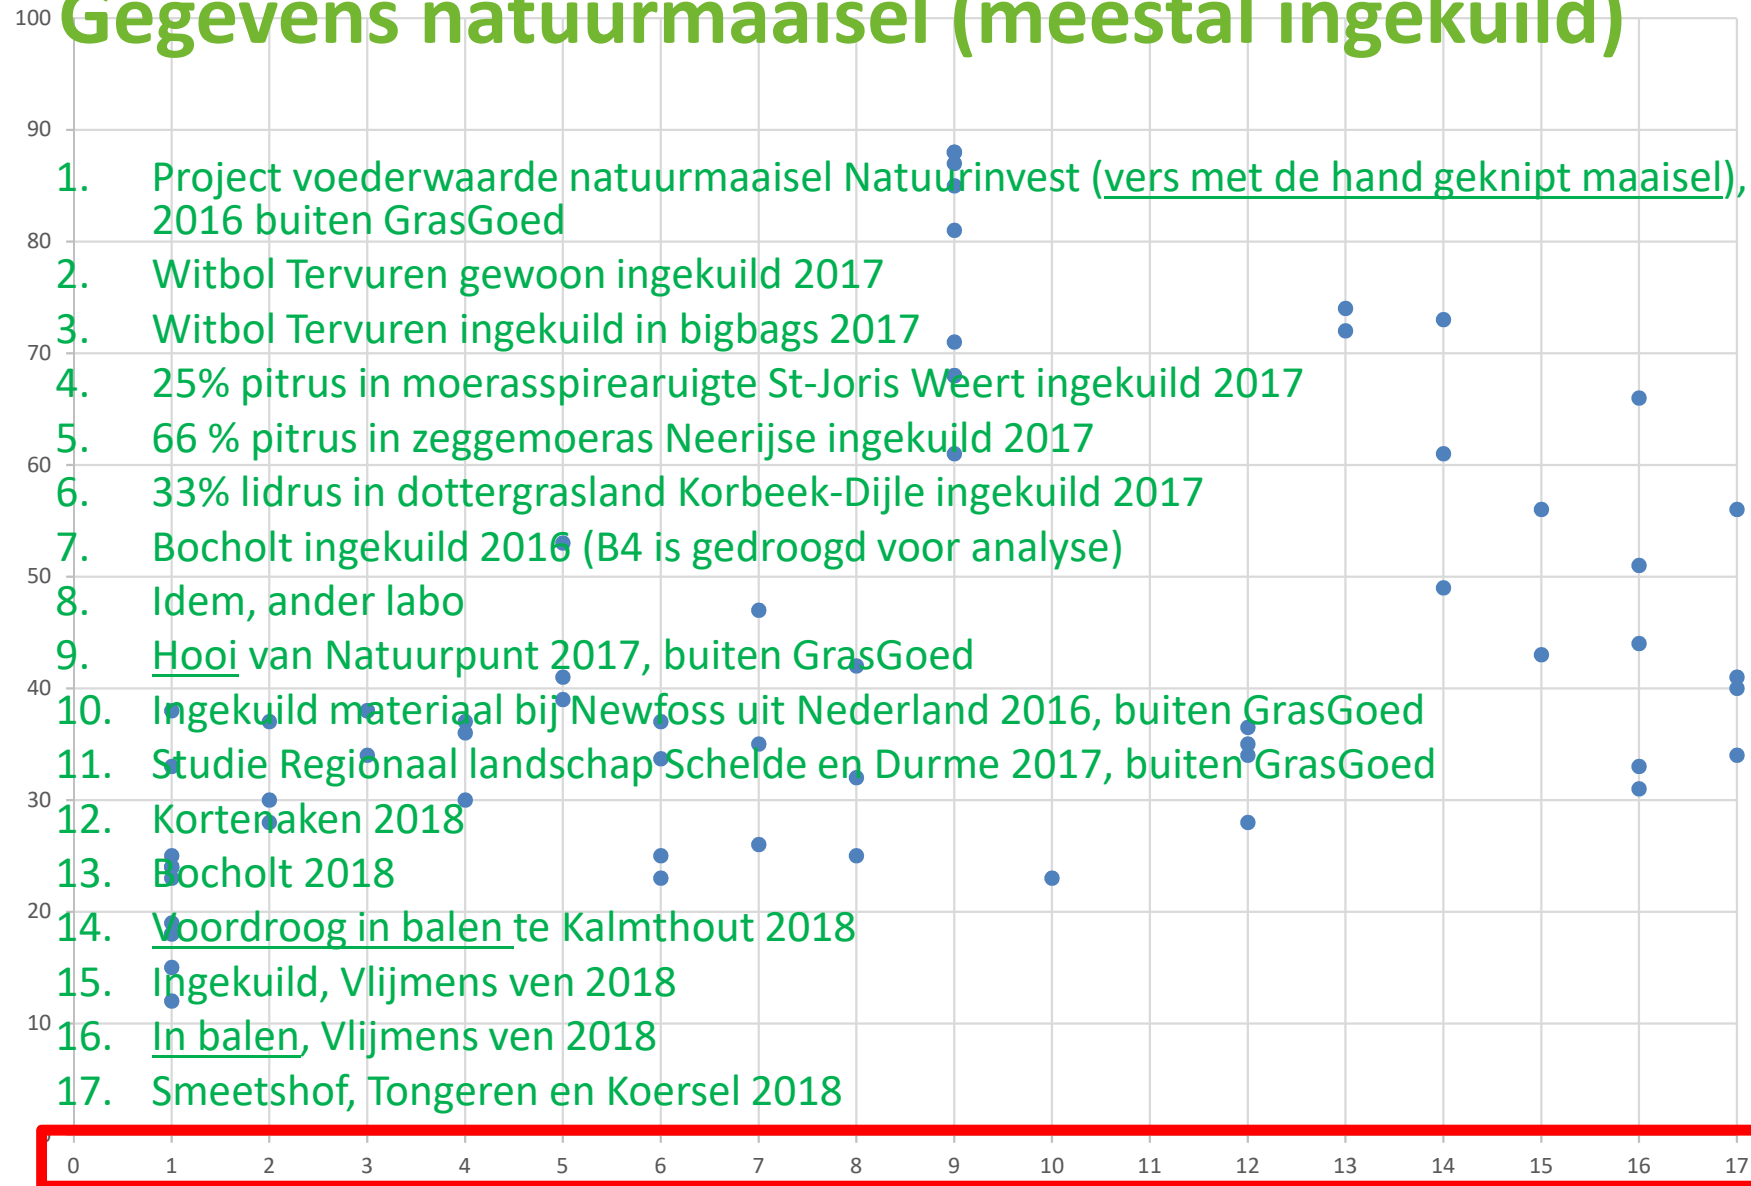 Gegevens natuurmaaisel (meestal ingekuild)
100
90
80
70
60
50
40
30
20
10
1. Project voederwaarde natuurmaaisel Natuurinvest (vers met de hand geknipt maaisel),
2016 buiten GrasGoed
2. Witbol Tervuren gewoon ingekuild 2017
3. Witbol Tervuren ingekuild in bigbags 2017
4. 25% pitrus in moerasspirearuigte St-Joris Weert ingekuild 2017
5. 66 % pitrus in zeggemoeras Neerijse ingekuild 2017
6. 33% lidrus in dottergrasland Korbeek-Dijle ingekuild 2017
7. Bocholt ingekuild 2016 (B4 is gedroogd voor analyse)
8. Idem, ander labo
9. Hooi van Natuurpunt 2017, buiten GrasGoed
10. Ingekuild materiaal bij Newfoss uit Nederland 2016, buiten GrasGoed
11. Studie Regionaal landschap Schelde en Durme 2017, buiten GrasGoed
12. Kortenaken 2018
13. Bocholt 2018
14. Voordroog in balen te Kalmthout 2018
15. Ingekuild, Vlijmens ven 2018
16. In balen, Vlijmens ven 2018
17. Smeetshof, Tongeren en Koersel 2018
0 1 2 3 4 5 6 7 8 9 10 11 12 13 14 15 16 17